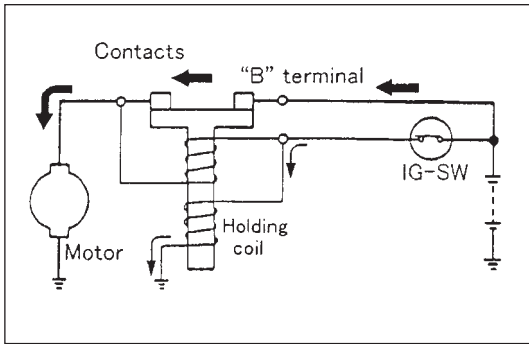 Contacts
"B" terminal
IG-SW
Holding
coil
Motor